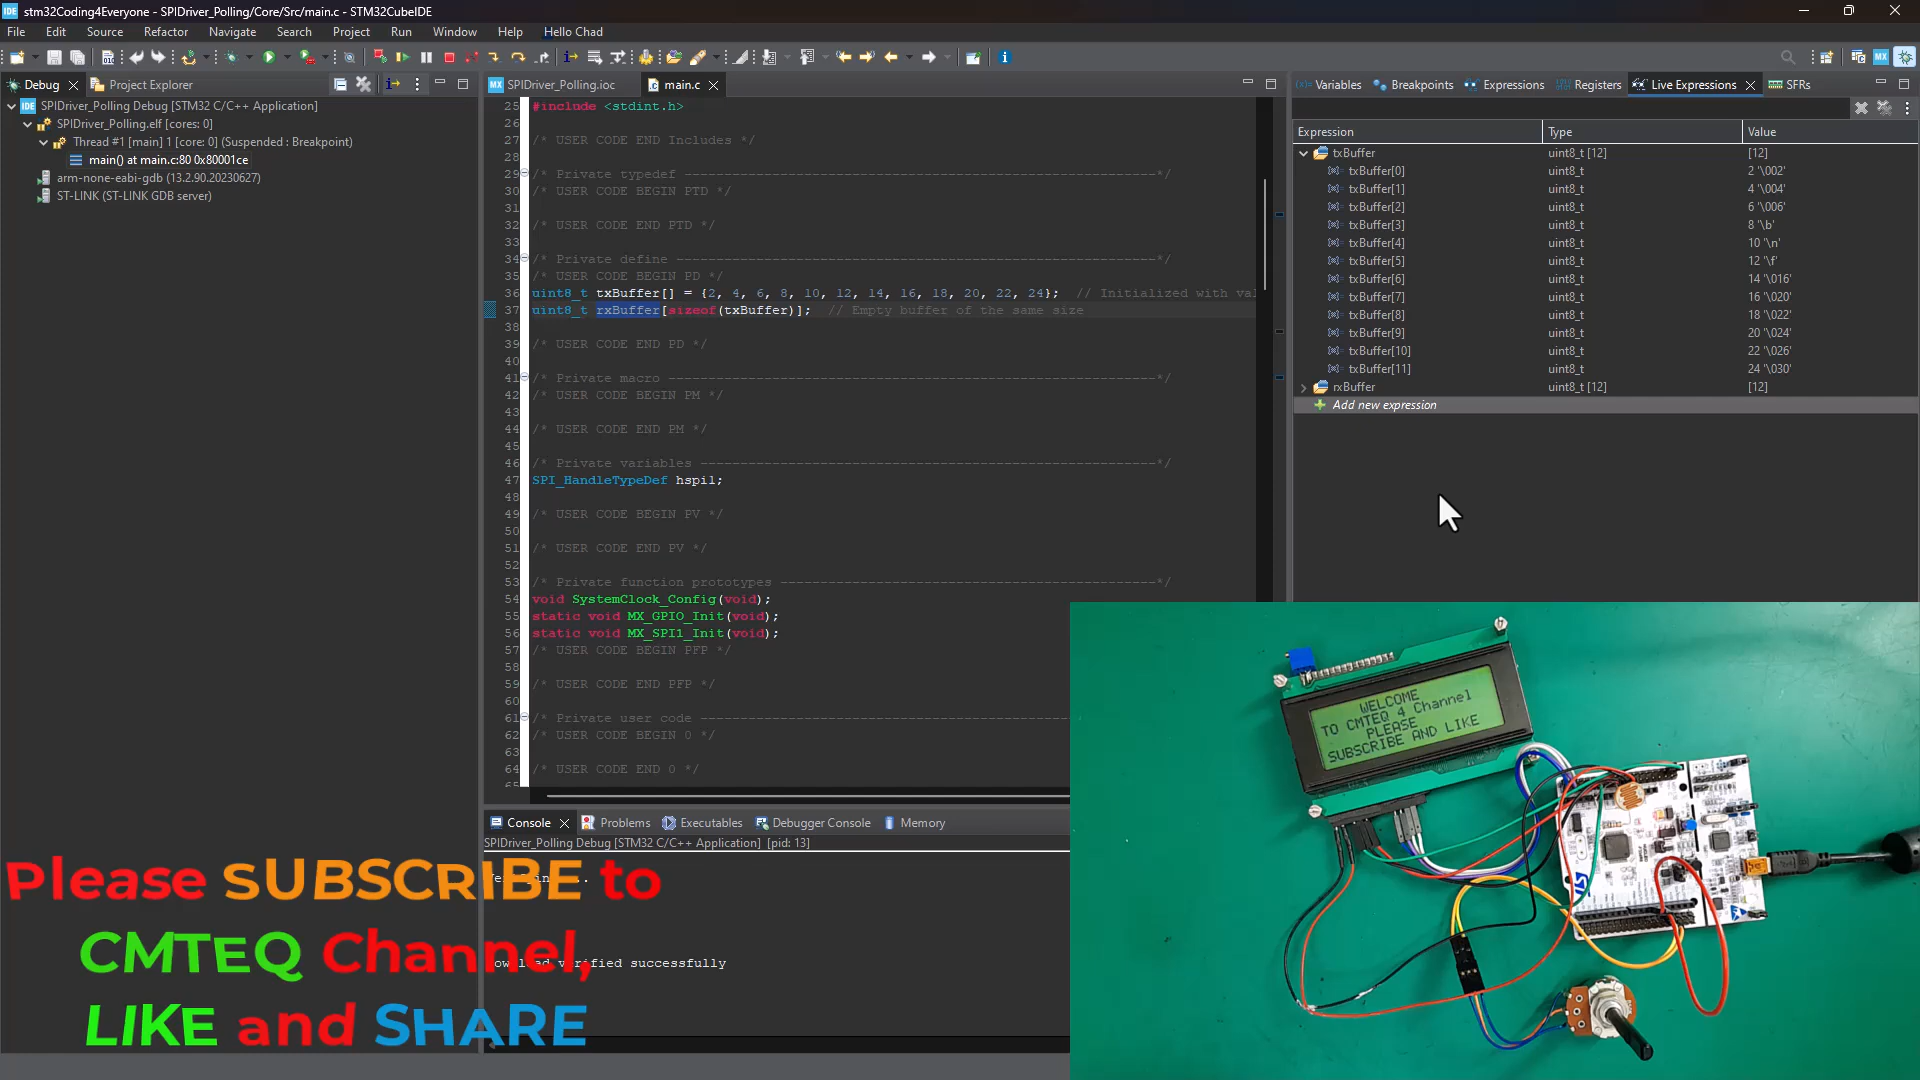 IDE stm32Coding4Everyone - SPIDriver_Polling/Core/Src/main.c - STM32CubeIDE
File Edit Source Refactor Navigate Search Project Run Window Help Hello Chad
Debug Project Explorer
SPIDriver_Polling Debug [STM32 C/C++ Application]
SPIDriver_Polling.elf [cores: 0]
Thread #1 [main] 1 [core: 0] (Suspended : Breakpoint)
main() at main.c:80 0x80001ce
arm-none-eabi-gdb (13.2.90.20230627)
ST-LINK (ST-LINK GDB server)
MX SPIDriver_Polling.ioc main.c
25 #include <stdint.h>
26
27 /* USER CODE END Includes */
28
29 /* Private typedef -----------------------------------------------------------*/
30 /* USER CODE BEGIN PTD */
31
32 /* USER CODE END PTD */
33
34 /* Private define ------------------------------------------------------------*/
35 /* USER CODE BEGIN PD */
36 uint8_t txBuffer[] = {2, 4, 6, 8, 10, 12, 14, 16, 18, 20, 22, 24}; // Initialized with val
37 uint8_t rxBuffer[sizeof(txBuffer)]; // Empty buffer of the same size
38
39 /* USER CODE END PD */
40
41 /* Private macro -------------------------------------------------------------*/
42 /* USER CODE BEGIN PM */
43
44 /* USER CODE END PM */
45
46 /* Private variables ---------------------------------------------------------*/
47 SPI_HandleTypeDef hspi1;
48
49 /* USER CODE BEGIN PV */
50
51 /* USER CODE END PV */
52
53 /* Private function prototypes -----------------------------------------------*/
54 void SystemClock_Config(void);
55 static void MX_GPIO_Init(void);
56 static void MX_SPI1_Init(void);
57 /* USER CODE BEGIN PFP */
58
59 /* USER CODE END PFP */
60
61 /* Private user code ----------------------------------------------
62 /* USER CODE BEGIN 0 */
63
64 /* USER CODE END 0 */
Variables Breakpoints Expressions Registers Live Expressions SFRs
Expression Type Value
txBuffer uint8_t [12] [12]
txBuffer[0] uint8_t 2 '\002'
txBuffer[1] uint8_t 4 '\004'
txBuffer[2] uint8_t 6 '\006'
txBuffer[3] uint8_t 8 '\b'
txBuffer[4] uint8_t 10 '\n'
txBuffer[5] uint8_t 12 '\f'
txBuffer[6] uint8_t 14 '\016'
txBuffer[7] uint8_t 16 '\020'
txBuffer[8] uint8_t 18 '\022'
txBuffer[9] uint8_t 20 '\024'
txBuffer[10] uint8_t 22 '\026'
txBuffer[11] uint8_t 24 '\030'
rxBuffer uint8_t [12] [12]
Add new expression
Console Problems Executables Debugger Console Memory
SPIDriver_Polling Debug [STM32 C/C++ Application] [pid: 13]
verified successfully
Please SUBSCRIBE to
CMTEQ Channel,
LIKE and SHARE
WELCOME
TO CMTEQ 4 Channel
PLEASE
SUBSCRIBE AND LIKE